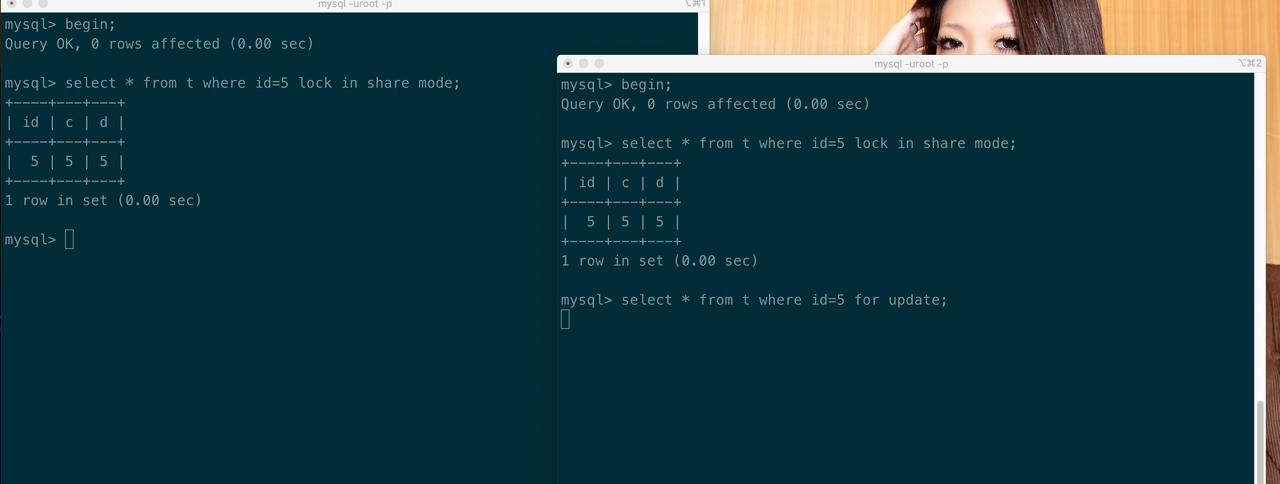 mysql -uroot -p
⌥⌘1
mysql> begin;
Query OK, 0 rows affected (0.00 sec)
mysql> select * from t where id=5 lock in share mode;
+----+---+---+
| id | c | d |
+----+---+---+
|  5 | 5 | 5 |
+----+---+---+
1 row in set (0.00 sec)
mysql>
mysql -uroot -p
⌥⌘2
mysql> begin;
Query OK, 0 rows affected (0.00 sec)
mysql> select * from t where id=5 lock in share mode;
+----+---+---+
| id | c | d |
+----+---+---+
|  5 | 5 | 5 |
+----+---+---+
1 row in set (0.00 sec)
mysql> select * from t where id=5 for update;